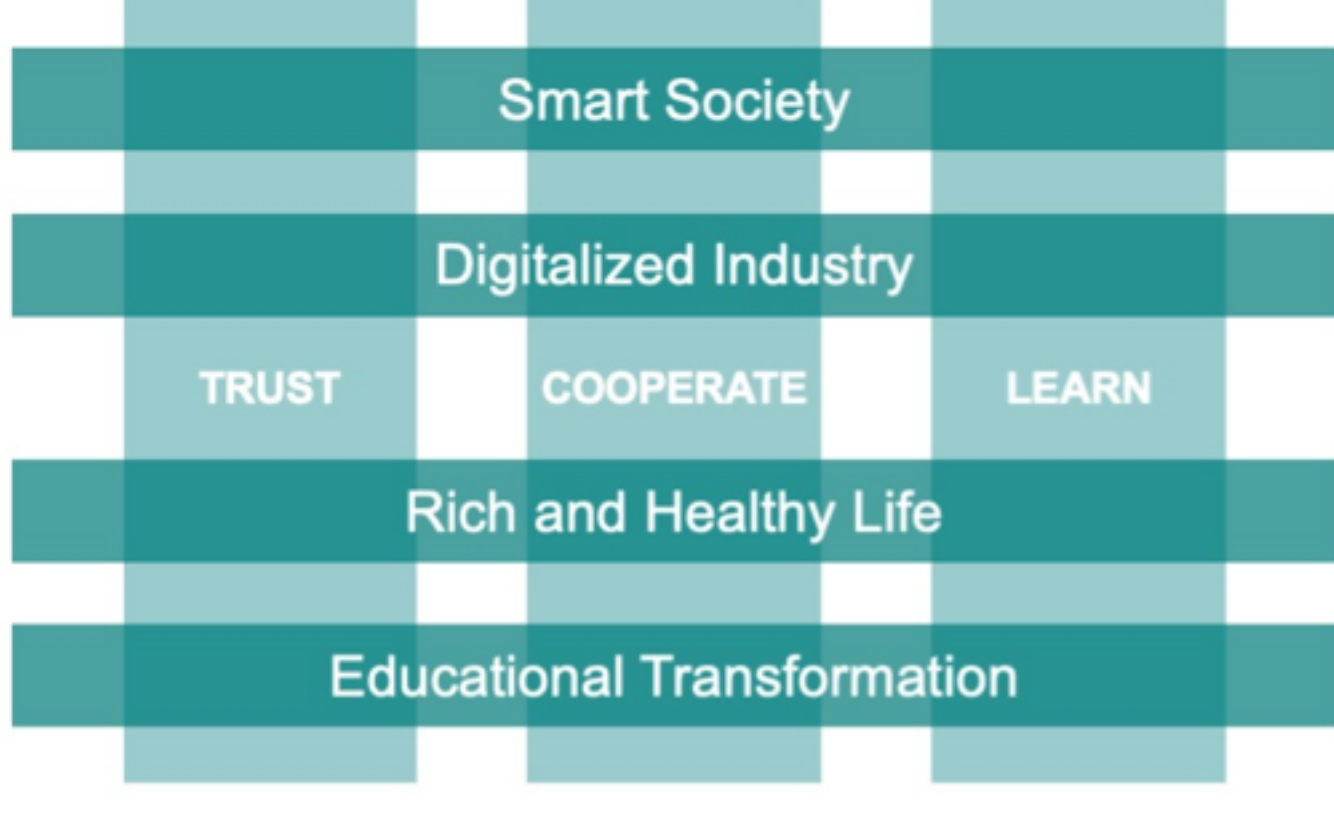 Smart Society
Digitalized Industry
TRUST COOPERATE LEARN
Rich and Healthy Life
Educational Transformation